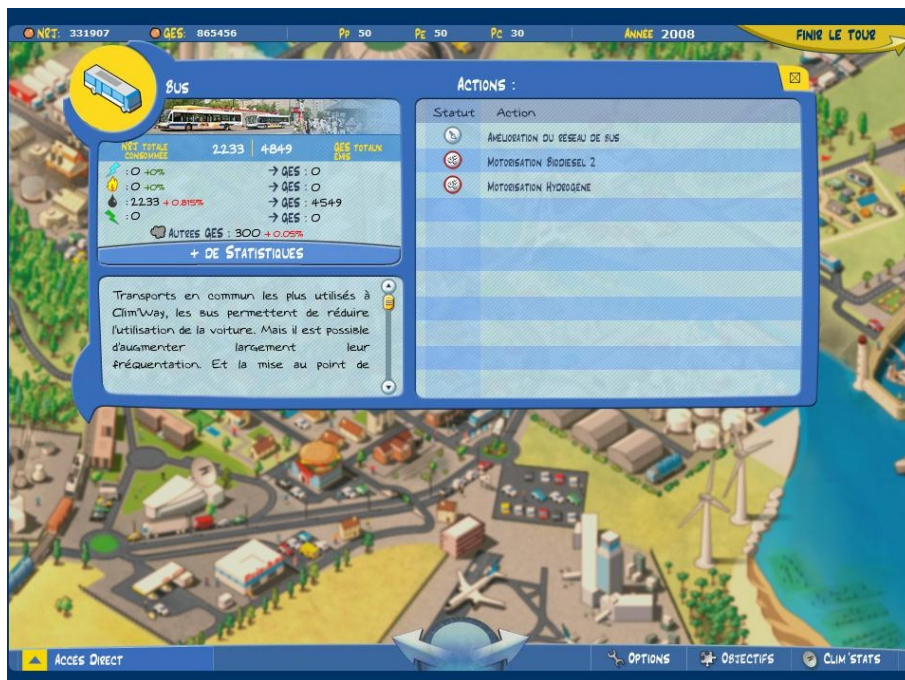 NRJ: 331907 GES: 865456 PP 50 PE 50 PC 30 ANNÉE 2008 FINIR LE TOUR
BUS
NRJ TOTALE CONSOMMÉE 2233 4849 GES TOTAUX ÉMIS
: 0 +0% → GES : 0
: 0 +0% → GES : 0
: 2233 +0.815% → GES : 4549
: 0 → GES : 0
AUTRES GES : 300 +0.05%
+ DE STATISTIQUES
Transports en commun les plus utilisés à
Clim'Way, les bus permettent de réduire
l'utilisation de la voiture. Mais il est possible
d'augmenter largement leur
fréquentation. Et la mise au point de
ACTIONS :
Statut Action
AMÉLIORATION DU RÉSEAU DE BUS
MOTORISATION BIODIESEL 2
MOTORISATION HYDROGÈNE
ACCÈS DIRECT OPTIONS OBJECTIFS CLIM'STATS